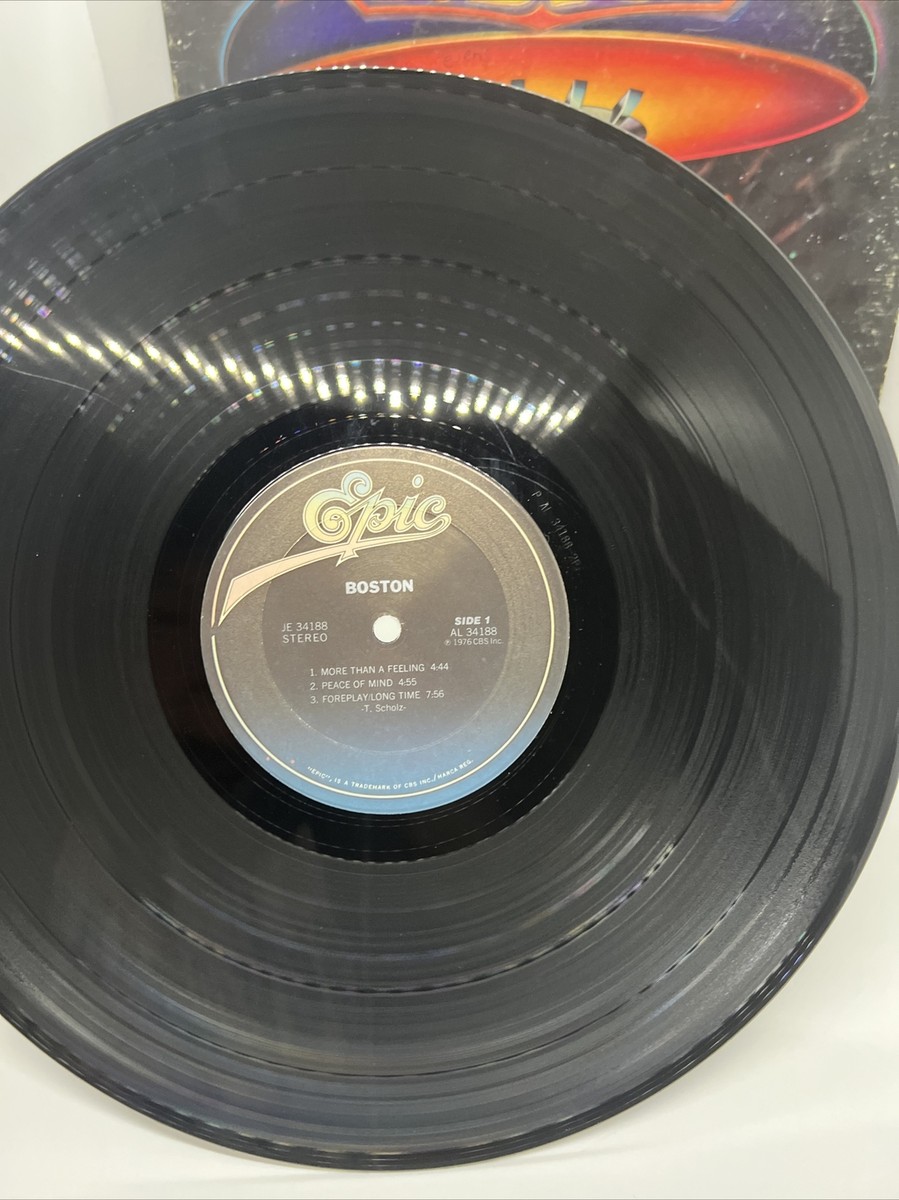 Epic
BOSTON
JE 34188
STEREO
SIDE 1
AL 34188
℗ 1976 CBS Inc.
1. MORE THAN A FEELING 4:44
2. PEACE OF MIND 4:55
3. FOREPLAY/LONG TIME 7:56
-T. Scholz-
"EPIC", IS A TRADEMARK OF CBS INC./MARCA REG.
34188